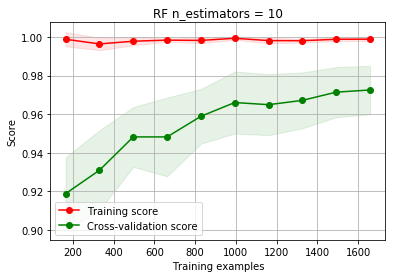 RF n_estimators = 10
1.00
0.98
0.96
0.94
0.92
0.90
Score
Training score
Cross-validation score
200 400 600 800 1000 1200 1400 1600
Training examples